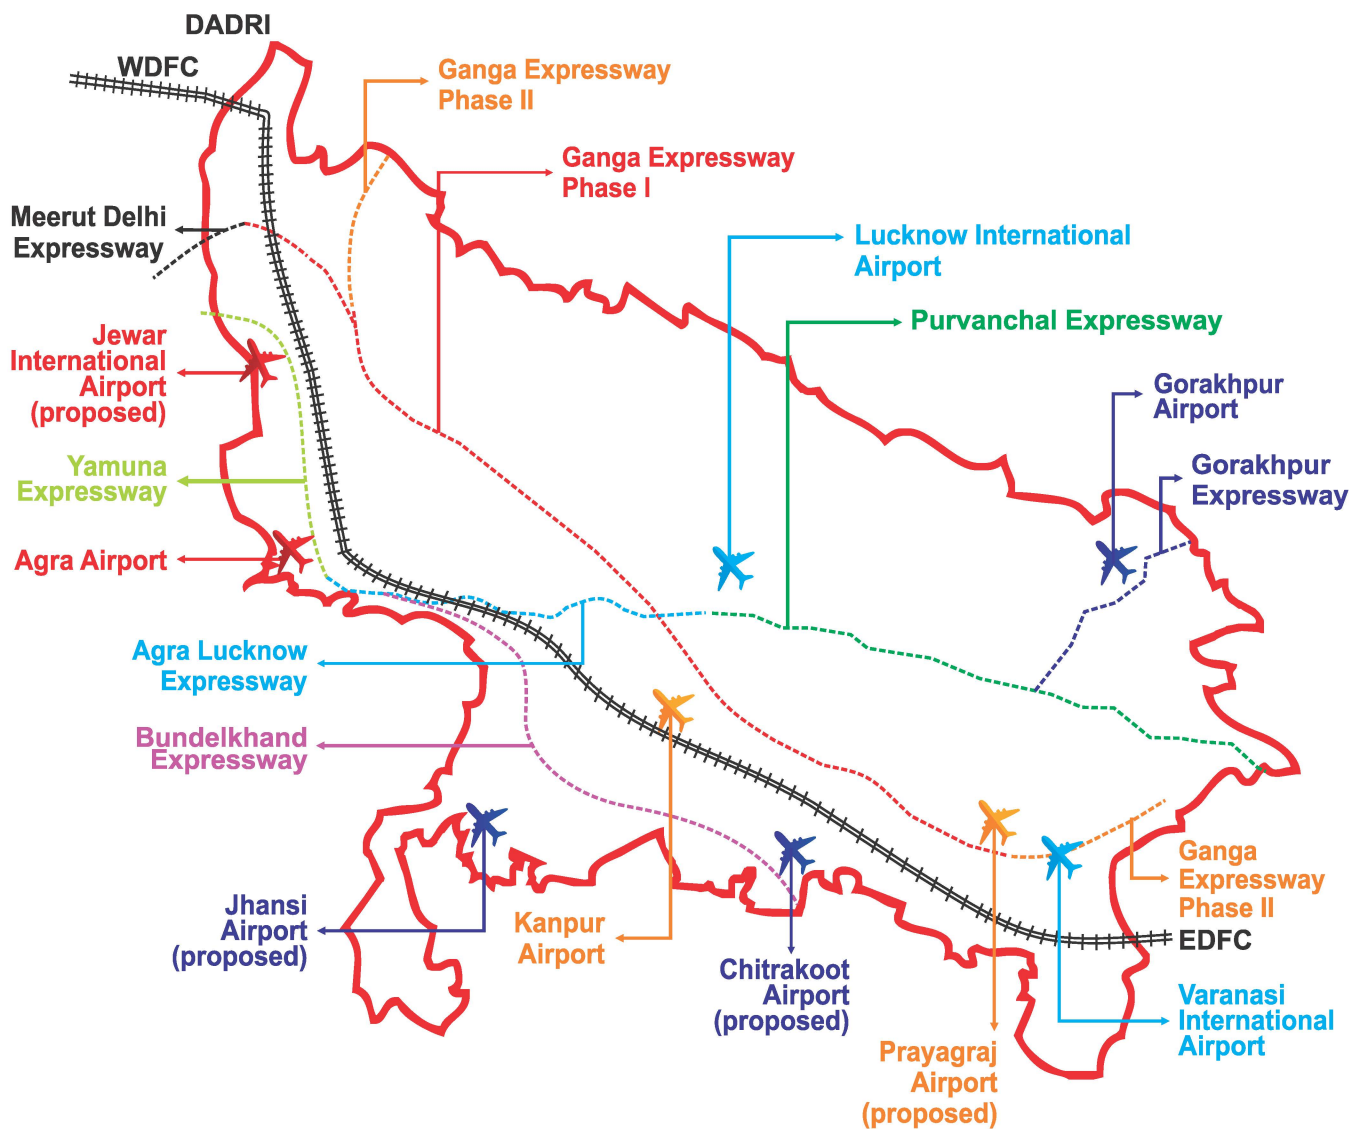 DADRI
WDFC
Ganga Expressway
Phase II
Ganga Expressway
Phase I
Meerut Delhi
Expressway
Lucknow International
Airport
Purvanchal Expressway
Jewar
International
Airport
(proposed)
Gorakhpur
Airport
Yamuna
Expressway
Gorakhpur
Expressway
Agra Airport
Agra Lucknow
Expressway
Bundelkhand
Expressway
Jhansi
Airport
(proposed)
Kanpur
Airport
Chitrakoot
Airport
(proposed)
Ganga
Expressway
Phase II
EDFC
Varanasi
International
Airport
Prayagraj
Airport
(proposed)